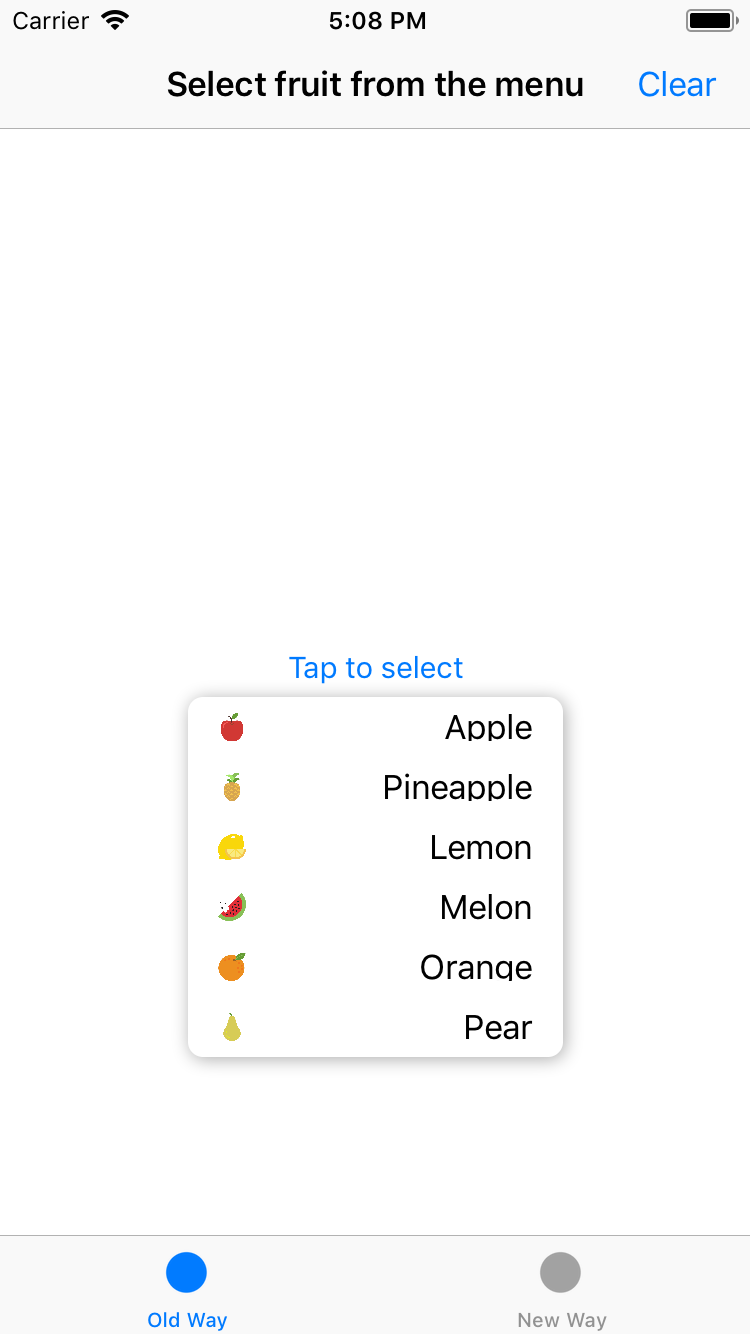 Carrier 5:08 PM
Select fruit from the menu Clear
Tap to select
Apple
Pineapple
Lemon
Melon
Orange
Pear
Old Way New Way